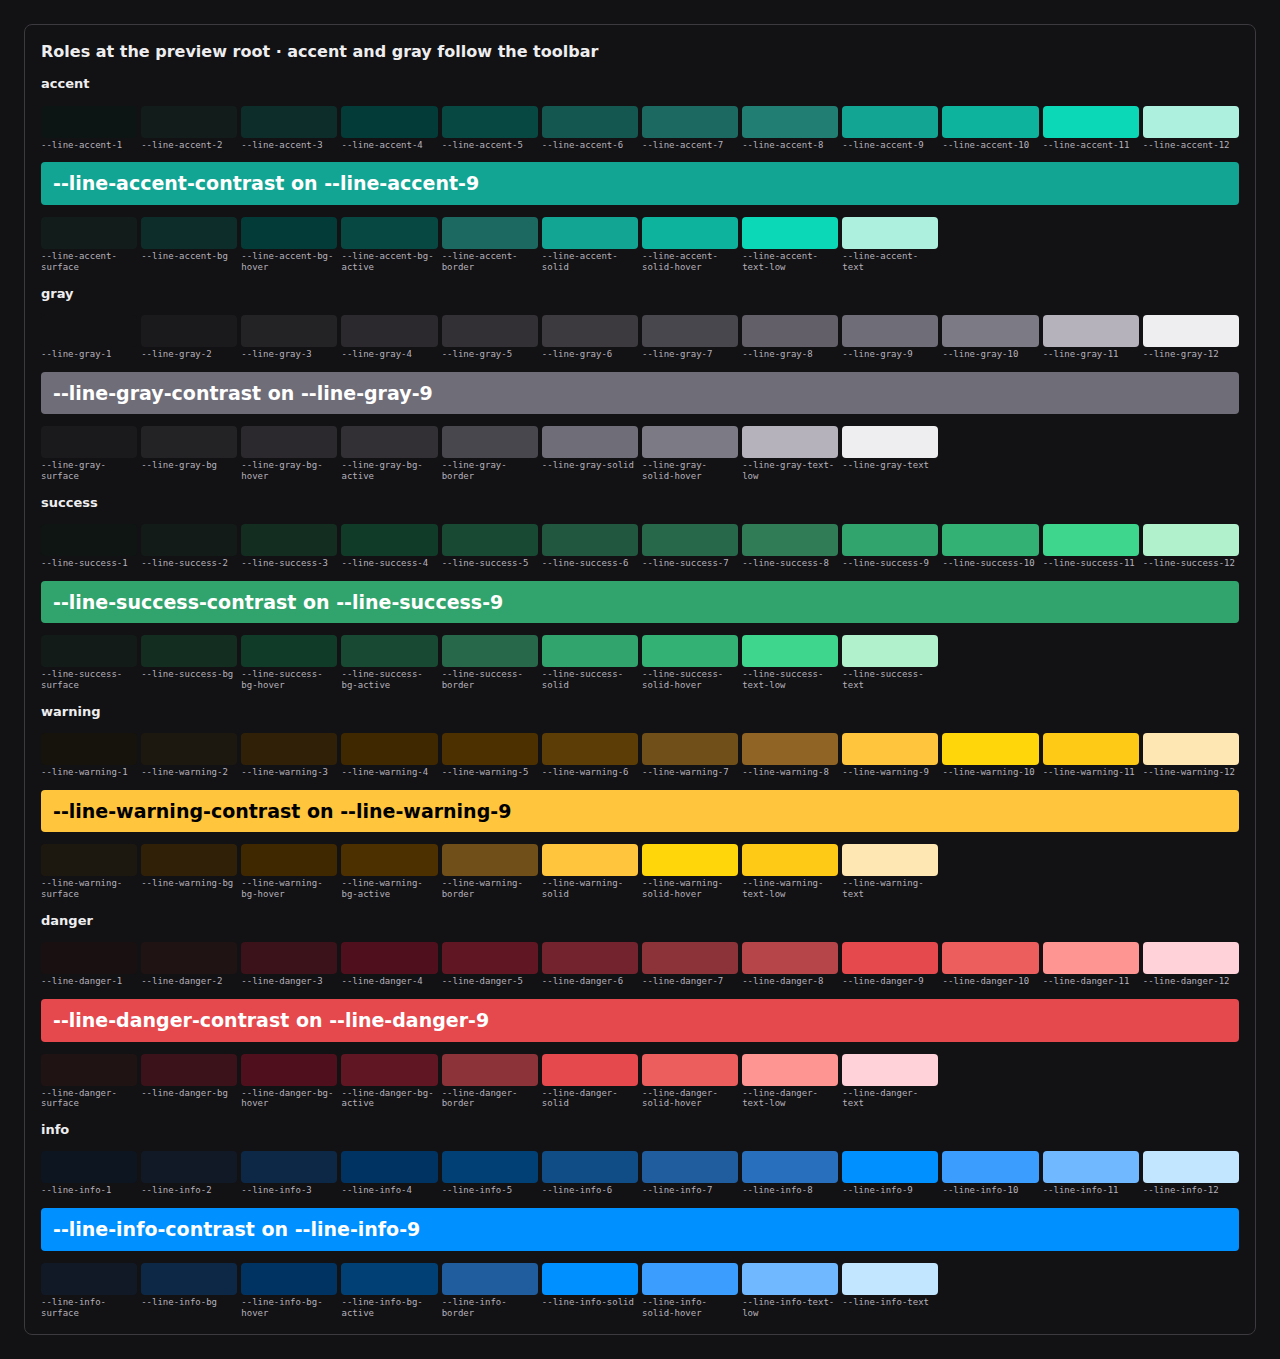 Roles at the preview root · accent and gray follow the toolbar
accent
--line-accent-1 --line-accent-2 --line-accent-3 --line-accent-4 --line-accent-5 --line-accent-6 --line-accent-7 --line-accent-8 --line-accent-9 --line-accent-10 --line-accent-11 --line-accent-12
--line-accent-contrast on --line-accent-9
--line-accent- --line-accent-bg --line-accent-bg- --line-accent-bg- --line-accent- --line-accent- --line-accent- --line-accent- --line-accent-
surface hover active border solid solid-hover text-low text
gray
--line-gray-1 --line-gray-2 --line-gray-3 --line-gray-4 --line-gray-5 --line-gray-6 --line-gray-7 --line-gray-8 --line-gray-9 --line-gray-10 --line-gray-11 --line-gray-12
--line-gray-contrast on --line-gray-9
--line-gray- --line-gray-bg --line-gray-bg- --line-gray-bg- --line-gray- --line-gray-solid --line-gray- --line-gray-text- --line-gray-text
surface hover active border solid-hover low
success
--line-success-1 --line-success-2 --line-success-3 --line-success-4 --line-success-5 --line-success-6 --line-success-7 --line-success-8 --line-success-9 --line-success-10 --line-success-11 --line-success-12
--line-success-contrast on --line-success-9
--line-success- --line-success-bg --line-success- --line-success- --line-success- --line-success- --line-success- --line-success- --line-success-
surface bg-hover bg-active border solid solid-hover text-low text
warning
--line-warning-1 --line-warning-2 --line-warning-3 --line-warning-4 --line-warning-5 --line-warning-6 --line-warning-7 --line-warning-8 --line-warning-9 --line-warning-10 --line-warning-11 --line-warning-12
--line-warning-contrast on --line-warning-9
--line-warning- --line-warning-bg --line-warning- --line-warning- --line-warning- --line-warning- --line-warning- --line-warning- --line-warning-
surface bg-hover bg-active border solid solid-hover text-low text
danger
--line-danger-1 --line-danger-2 --line-danger-3 --line-danger-4 --line-danger-5 --line-danger-6 --line-danger-7 --line-danger-8 --line-danger-9 --line-danger-10 --line-danger-11 --line-danger-12
--line-danger-contrast on --line-danger-9
--line-danger- --line-danger-bg --line-danger-bg- --line-danger-bg- --line-danger- --line-danger- --line-danger- --line-danger- --line-danger-
surface hover active border solid solid-hover text-low text
info
--line-info-1 --line-info-2 --line-info-3 --line-info-4 --line-info-5 --line-info-6 --line-info-7 --line-info-8 --line-info-9 --line-info-10 --line-info-11 --line-info-12
--line-info-contrast on --line-info-9
--line-info- --line-info-bg --line-info-bg- --line-info-bg- --line-info- --line-info-solid --line-info- --line-info-text- --line-info-text
surface hover active border solid-hover low